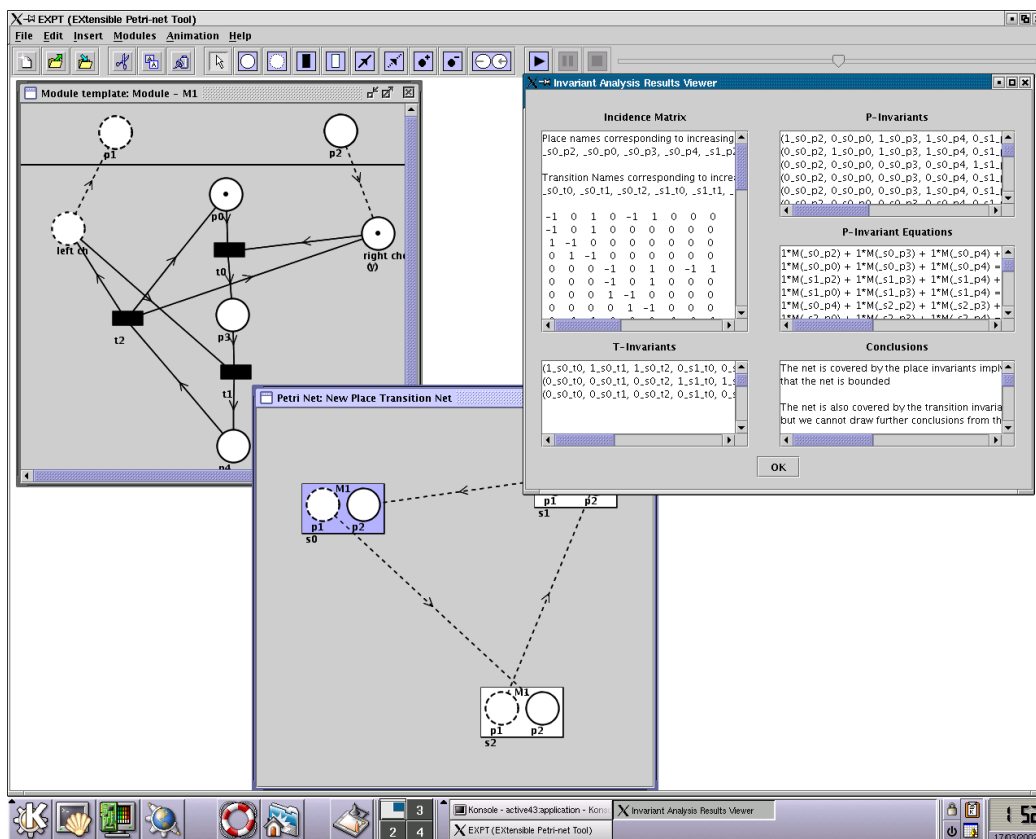 EXPT (EXtensible Petri-net Tool)
File Edit Insert Modules Animation Help
Module template: Module - M1
p1
p2
p0
left ch
right cho
(y)
t0
t2
p3
t1
p4
Petri Net: New Place Transition Net
M1
p1 p2
s0
p1 p2
s1
M1
p1 p2
s2
Invariant Analysis Results Viewer
Incidence Matrix
Place names corresponding to increasing
_s0_p2, _s0_p0, _s0_p3, _s0_p4, _s1_p2
Transition Names corresponding to increa
_s0_t0, _s0_t1, _s0_t2, _s1_t0, _s1_t1, _
-1 0 1 0 -1 1 0 0 0
-1 0 1 0 0 0 0 0 0
1 -1 0 0 0 0 0 0 0
0 1 -1 0 0 0 0 0 0
0 0 -1 0 1 0 -1 1
0 0 0 -1 0 1 0 0 0
0 0 0 1 -1 0 0 0 0
0 0 0 0 1 -1 0 0 0
T-Invariants
(1_s0_t0, 1_s0_t1, 1_s0_t2, 0_s1_t0, 0_s
(0_s0_t0, 0_s0_t1, 0_s0_t2, 1_s1_t0, 1_s
(0_s0_t0, 0_s0_t1, 0_s0_t2, 0_s1_t0, 0_s
P-Invariants
(1_s0_p2, 0_s0_p0, 1_s0_p3, 1_s0_p4, 0_s1_
(0_s0_p2, 1_s0_p0, 1_s0_p3, 1_s0_p4, 0_s1_
(0_s0_p2, 0_s0_p0, 0_s0_p3, 0_s0_p4, 1_s1_
(0_s0_p2, 0_s0_p0, 0_s0_p3, 0_s0_p4, 0_s1_
(0_s0_p2, 0_s0_p0, 0_s0_p3, 1_s0_p4, 0_s1_
P-Invariant Equations
1*M(_s0_p2) + 1*M(_s0_p3) + 1*M(_s0_p4) +
1*M(_s0_p0) + 1*M(_s0_p3) + 1*M(_s0_p4) =
1*M(_s1_p2) + 1*M(_s1_p3) + 1*M(_s1_p4) +
1*M(_s1_p0) + 1*M(_s1_p3) + 1*M(_s1_p4) =
1*M(_s0_p4) + 1*M(_s2_p2) + 1*M(_s2_p3) +
1*M(_s2_p0) + 1*M(_s2_p3) + 1*M(_s2_p4) =
Conclusions
The net is covered by the place invariants impl
that the net is bounded
The net is also covered by the transition invaria
but we cannot draw further conclusions from th
OK
3
2 4
Konsole - active43:application - Kons
Invariant Analysis Results Viewer
EXPT (EXtensible Petri-net Tool)